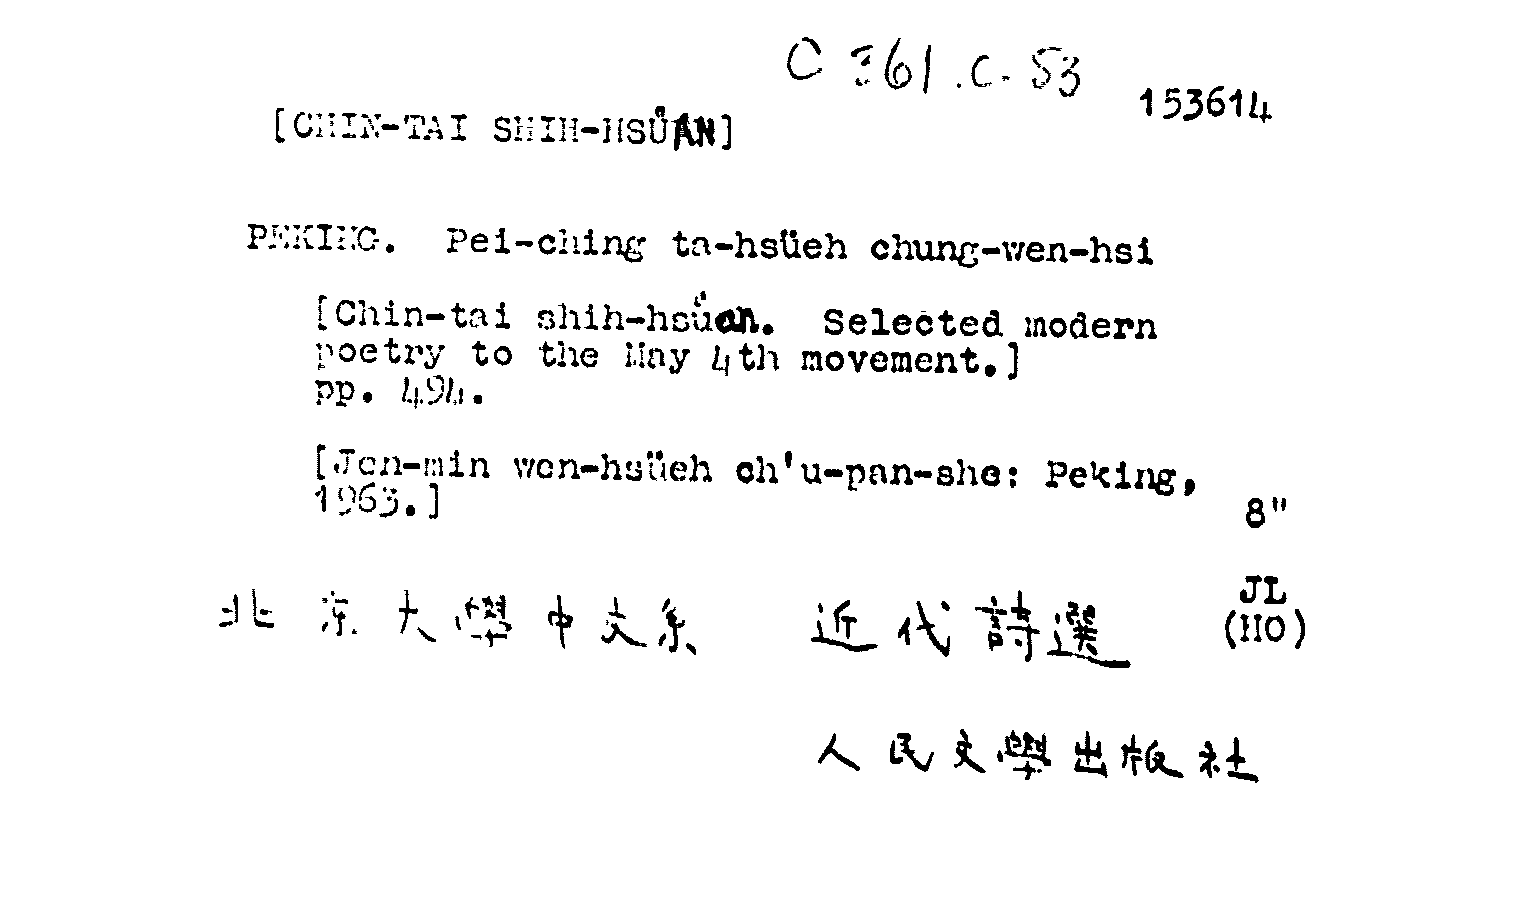 C 361.C.53
153614
[CHIN-TAI SHIH-HSÜAN]
PEKING. Pei-ching ta-hsüeh chung-wen-hsi
[Chin-tai shih-hsüan. Selected modern
poetry to the May 4th movement.]
pp. 494.
[Jen-min wen-hsüeh ch'u-pan-she: Peking,
1963.]
8"
北京大學中文系 近代詩選
JL
(HO)
人民文學出版社